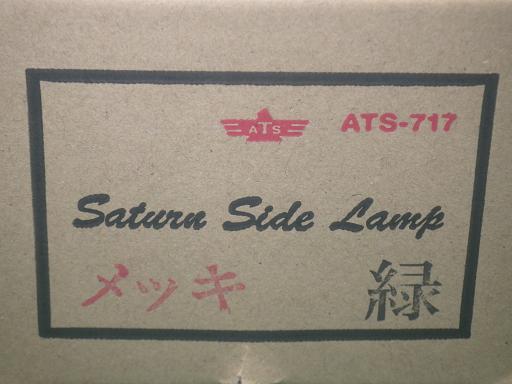 ATS ATS-717
Saturn Side Lamp
メッキ 緑